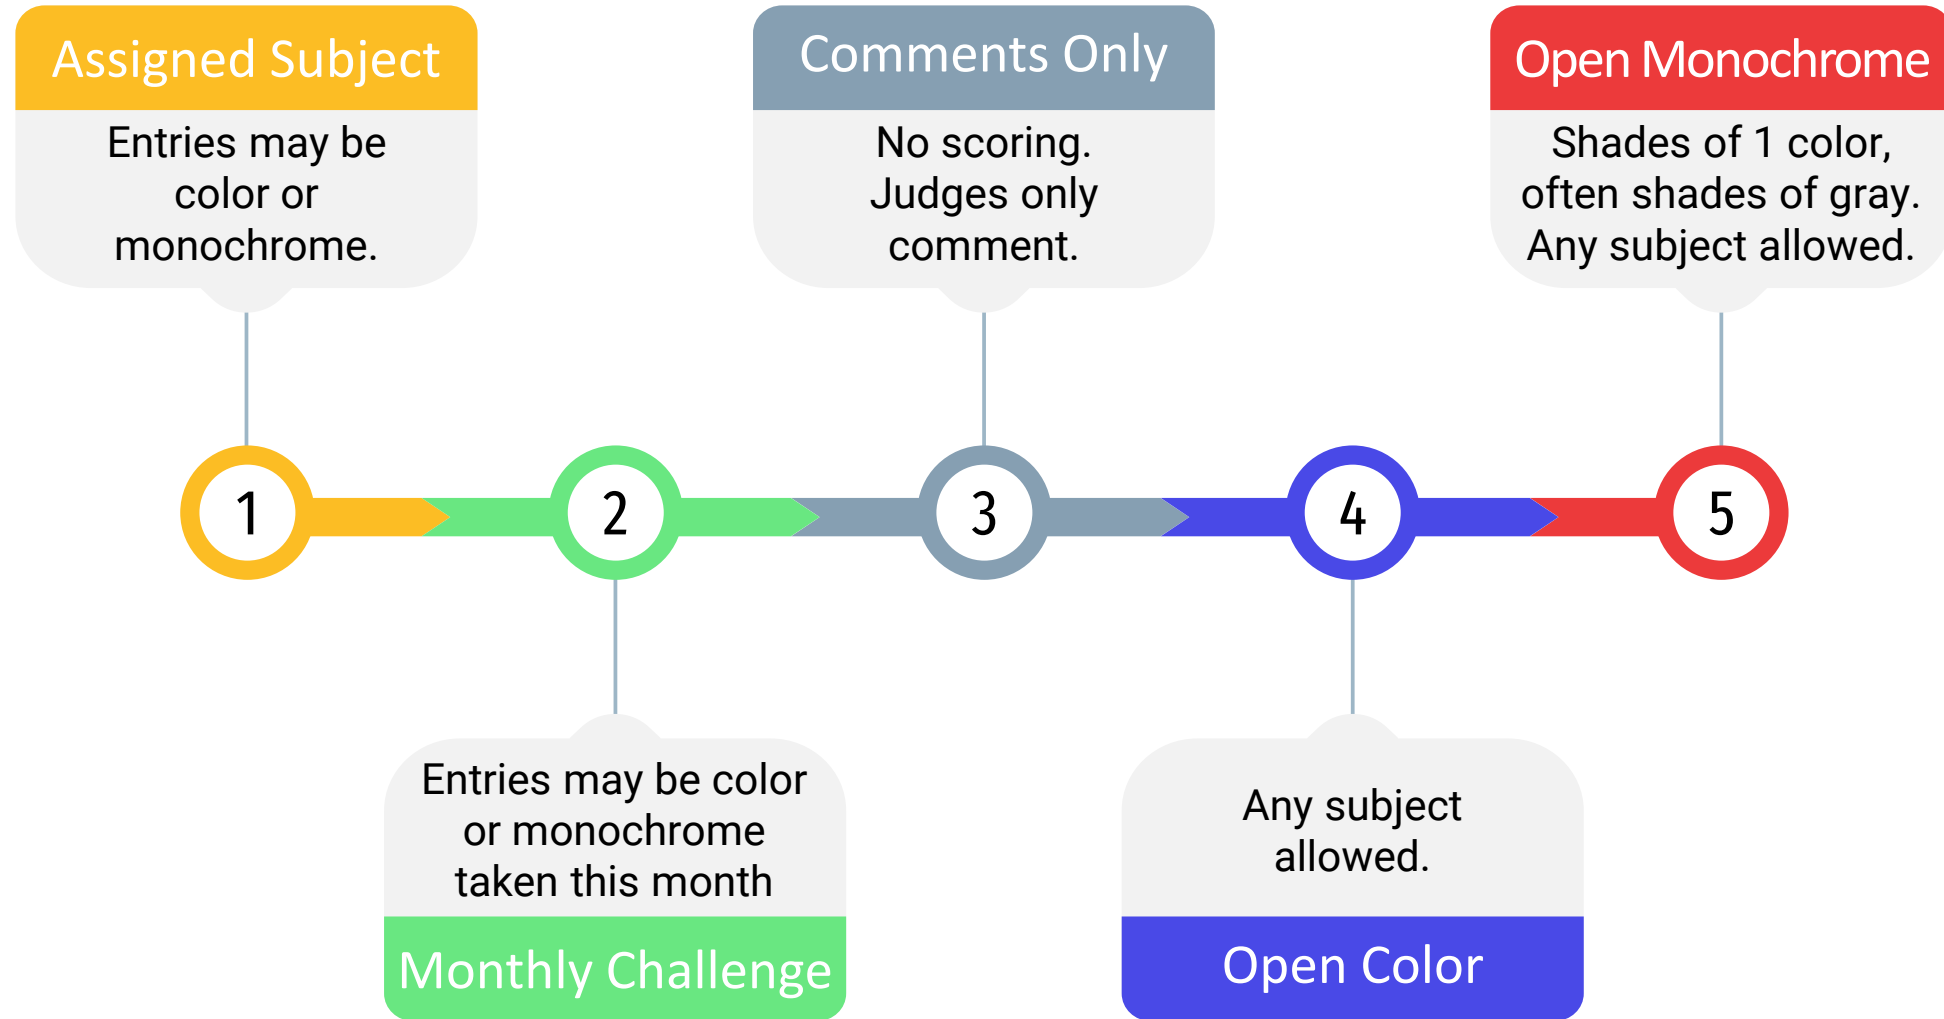 Assigned Subject
Entries may be
color or
monochrome.
Comments Only
No scoring.
Judges only
comment.
Open Monochrome
Shades of 1 color,
often shades of gray.
Any subject allowed.
1
2
3
4
5
Entries may be color
or monochrome
taken this month
Monthly Challenge
Any subject
allowed.
Open Color